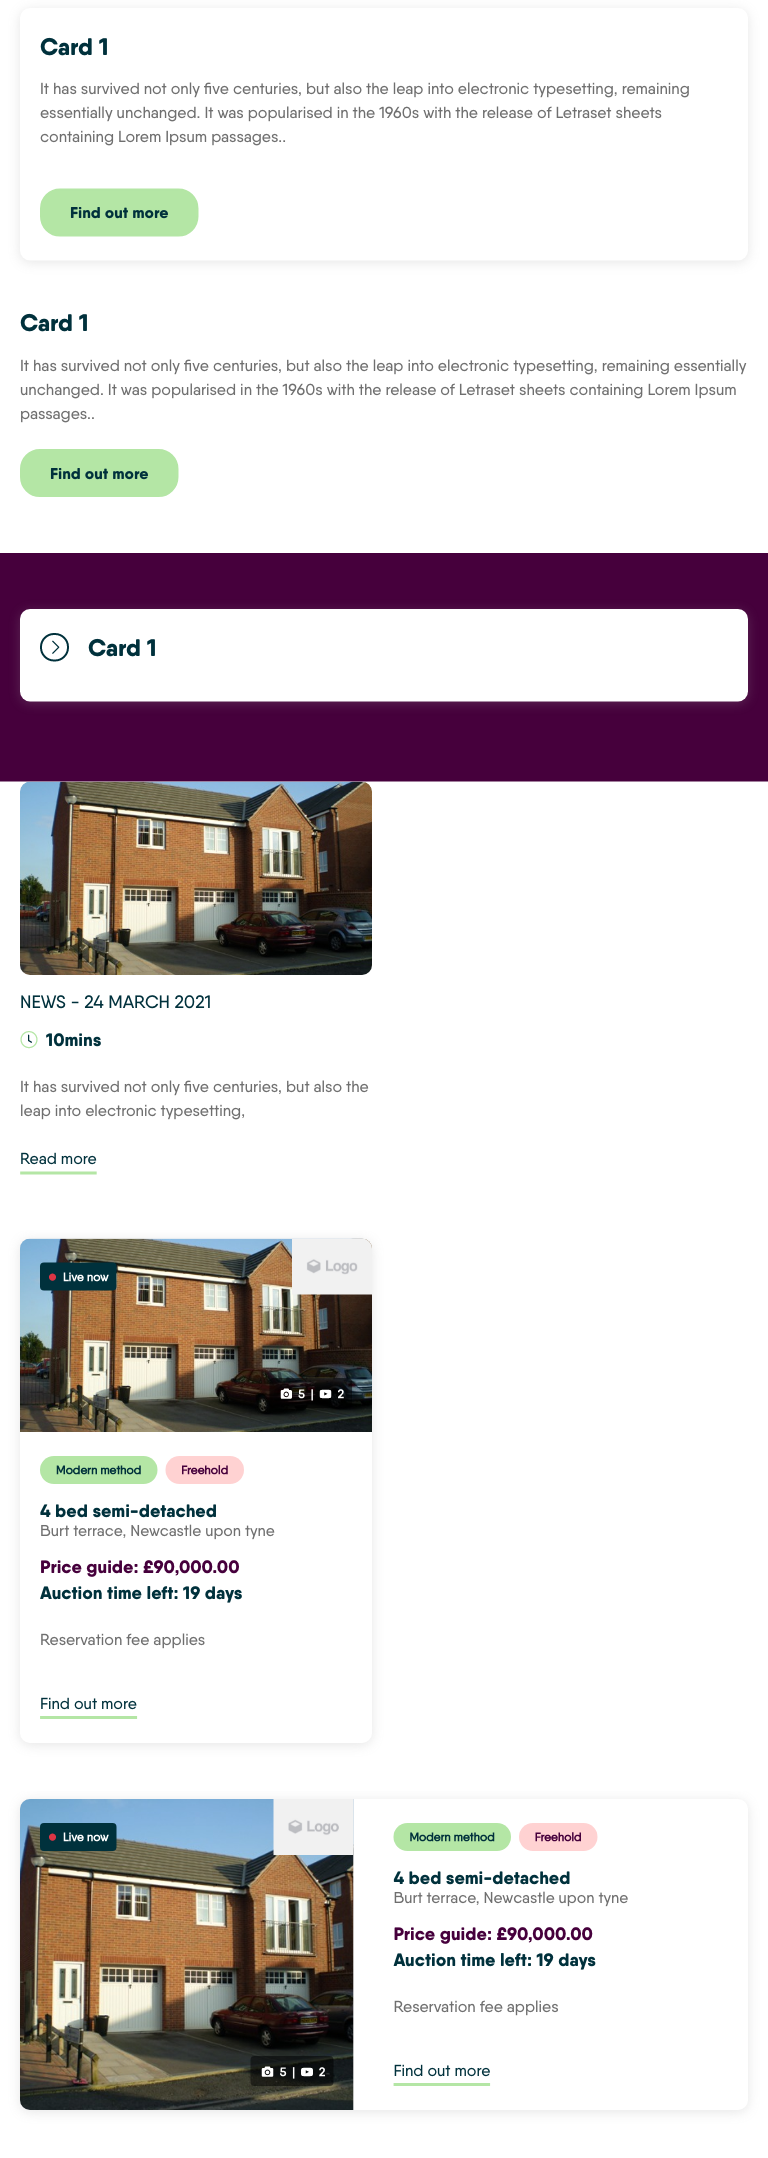 Card 1
It has survived not only five centuries, but also the leap into electronic typesetting, remaining
essentially unchanged. It was popularised in the 1960s with the release of Letraset sheets
containing Lorem Ipsum passages..
Find out more
Card 1
It has survived not only five centuries, but also the leap into electronic typesetting, remaining essentially
unchanged. It was popularised in the 1960s with the release of Letraset sheets containing Lorem Ipsum
passages..
Find out more
Card 1
NEWS - 24 MARCH 2021
10mins
It has survived not only five centuries, but also the
leap into electronic typesetting,
Read more
Live now
Logo
5 | 2
Modern method
Freehold
4 bed semi-detached
Burt terrace, Newcastle upon tyne
Price guide: £90,000.00
Auction time left: 19 days
Reservation fee applies
Find out more
Live now
Logo
5 | 2
Modern method
Freehold
4 bed semi-detached
Burt terrace, Newcastle upon tyne
Price guide: £90,000.00
Auction time left: 19 days
Reservation fee applies
Find out more